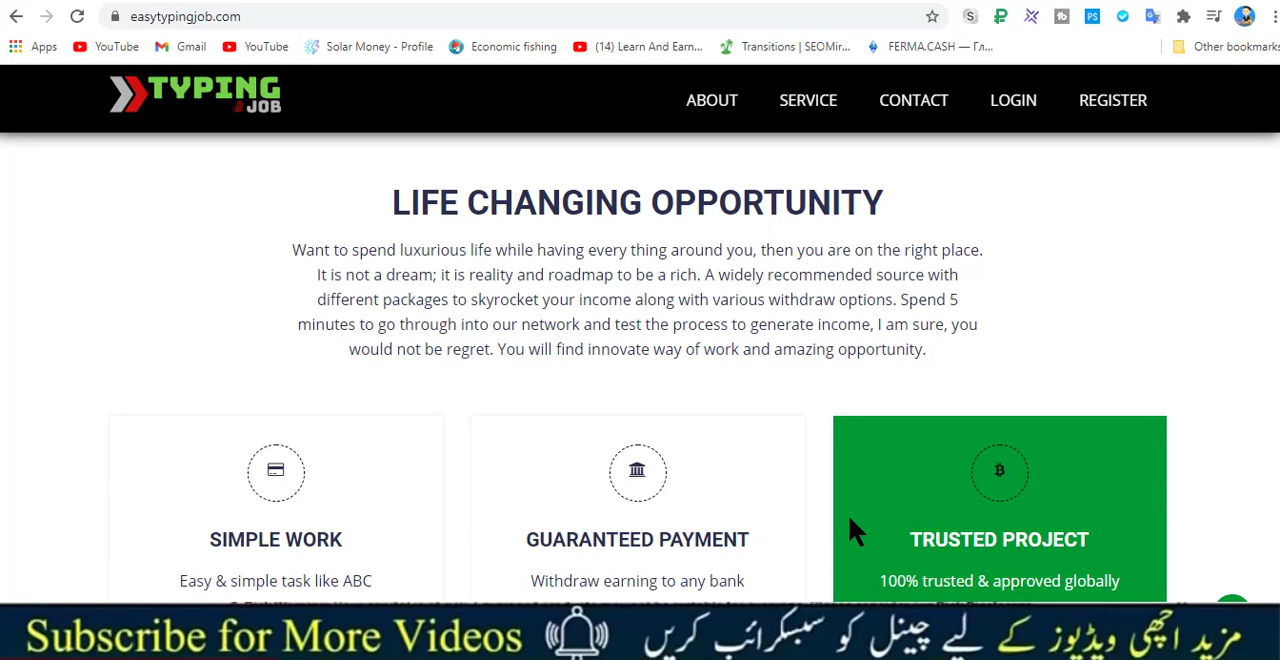 easytypingjob.com
Apps YouTube Gmail YouTube Solar Money - Profile Economic fishing (14) Learn And Earn... Transitions | SEOMir... FERMA.CASH — Гл... Other bookmarks
TYPING JOB
ABOUT SERVICE CONTACT LOGIN REGISTER
LIFE CHANGING OPPORTUNITY
Want to spend luxurious life while having every thing around you, then you are on the right place.
It is not a dream; it is reality and roadmap to be a rich. A widely recommended source with
different packages to skyrocket your income along with various withdraw options. Spend 5
minutes to go through into our network and test the process to generate income, I am sure, you
would not be regret. You will find innovate way of work and amazing opportunity.
SIMPLE WORK
Easy & simple task like ABC
GUARANTEED PAYMENT
Withdraw earning to any bank
TRUSTED PROJECT
100% trusted & approved globally
Subscribe for More Videos
مزید اچھی ویڈیوز کے لیے چینل کو سبسکرائب کریں